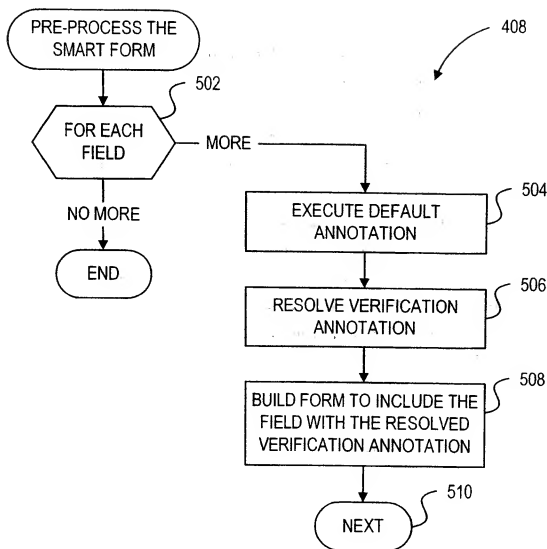 PRE-PROCESS THE
SMART FORM
408
502
FOR EACH
FIELD
MORE
NO MORE
END
504
EXECUTE DEFAULT
ANNOTATION
506
RESOLVE VERIFICATION
ANNOTATION
508
BUILD FORM TO INCLUDE THE
FIELD WITH THE RESOLVED
VERIFICATION ANNOTATION
510
NEXT